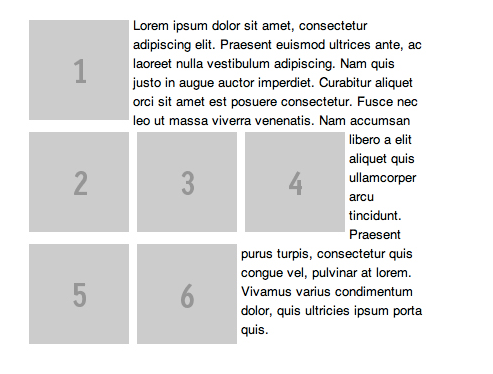 1
Lorem ipsum dolor sit amet, consectetur
adipiscing elit. Praesent euismod ultrices ante, ac
laoreet nulla vestibulum adipiscing. Nam quis
justo in augue auctor imperdiet. Curabitur aliquet
orci sit amet est posuere consectetur. Fusce nec
leo ut massa viverra venenatis. Nam accumsan
2 3 4
libero a elit
aliquet quis
ullamcorper
arcu
tincidunt.
Praesent
5 6
purus turpis, consectetur quis
congue vel, pulvinar at lorem.
Vivamus varius condimentum
dolor, quis ultricies ipsum porta
quis.